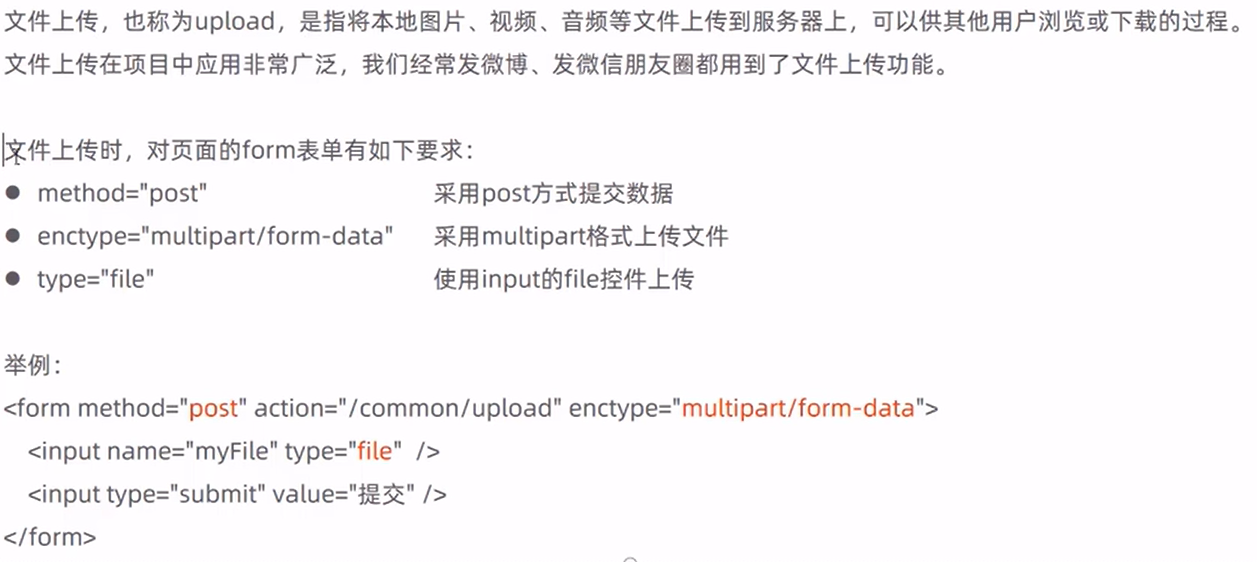 文件上传，也称为upload，是指将本地图片、视频、音频等文件上传到服务器上，可以供其他用户浏览或下载的过程。
文件上传在项目中应用非常广泛，我们经常发微博、发微信朋友圈都用到了文件上传功能。
文件上传时，对页面的form表单有如下要求：
● method="post" 采用post方式提交数据
● enctype="multipart/form-data" 采用multipart格式上传文件
● type="file" 使用input的file控件上传
举例：
<form method="post" action="/common/upload" enctype="multipart/form-data">
<input name="myFile" type="file" />
<input type="submit" value="提交" />
</form>